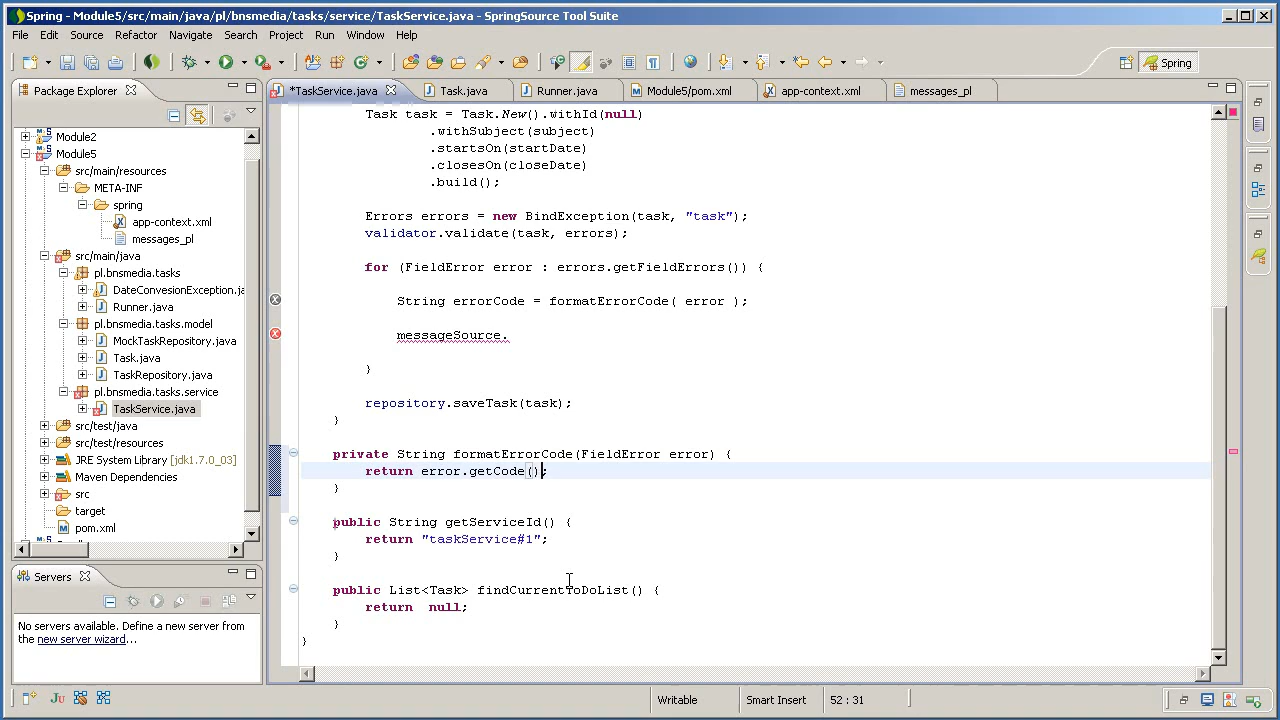 Spring - Module5/src/main/java/pl/bnsmedia/tasks/service/TaskService.java - SpringSource Tool Suite
File Edit Source Refactor Navigate Search Project Run Window Help
Spring
Package Explorer
*TaskService.java Task.java Runner.java Module5/pom.xml app-context.xml messages_pl
Module2
Module5
src/main/resources
META-INF
spring
app-context.xml
messages_pl
src/main/java
pl.bnsmedia.tasks
DateConvesionException.ja
Runner.java
pl.bnsmedia.tasks.model
MockTaskRepository.java
Task.java
TaskRepository.java
pl.bnsmedia.tasks.service
TaskService.java
src/test/java
src/test/resources
JRE System Library [jdk1.7.0_03]
Maven Dependencies
src
target
pom.xml
Task task = Task.New().withId(null)
.withSubject(subject)
.startsOn(startDate)
.closesOn(closeDate)
.build();
Errors errors = new BindException(task, "task");
validator.validate(task, errors);
for (FieldError error : errors.getFieldErrors()) {
String errorCode = formatErrorCode( error );
messageSource.
}
repository.saveTask(task);
}
private String formatErrorCode(FieldError error) {
return error.getCode();
}
public String getServiceId() {
return "taskService#1";
}
public List<Task> findCurrentToDoList() {
return  null;
}
}
Servers
No servers available. Define a new server from
the new server wizard...
Writable Smart Insert 52 : 31